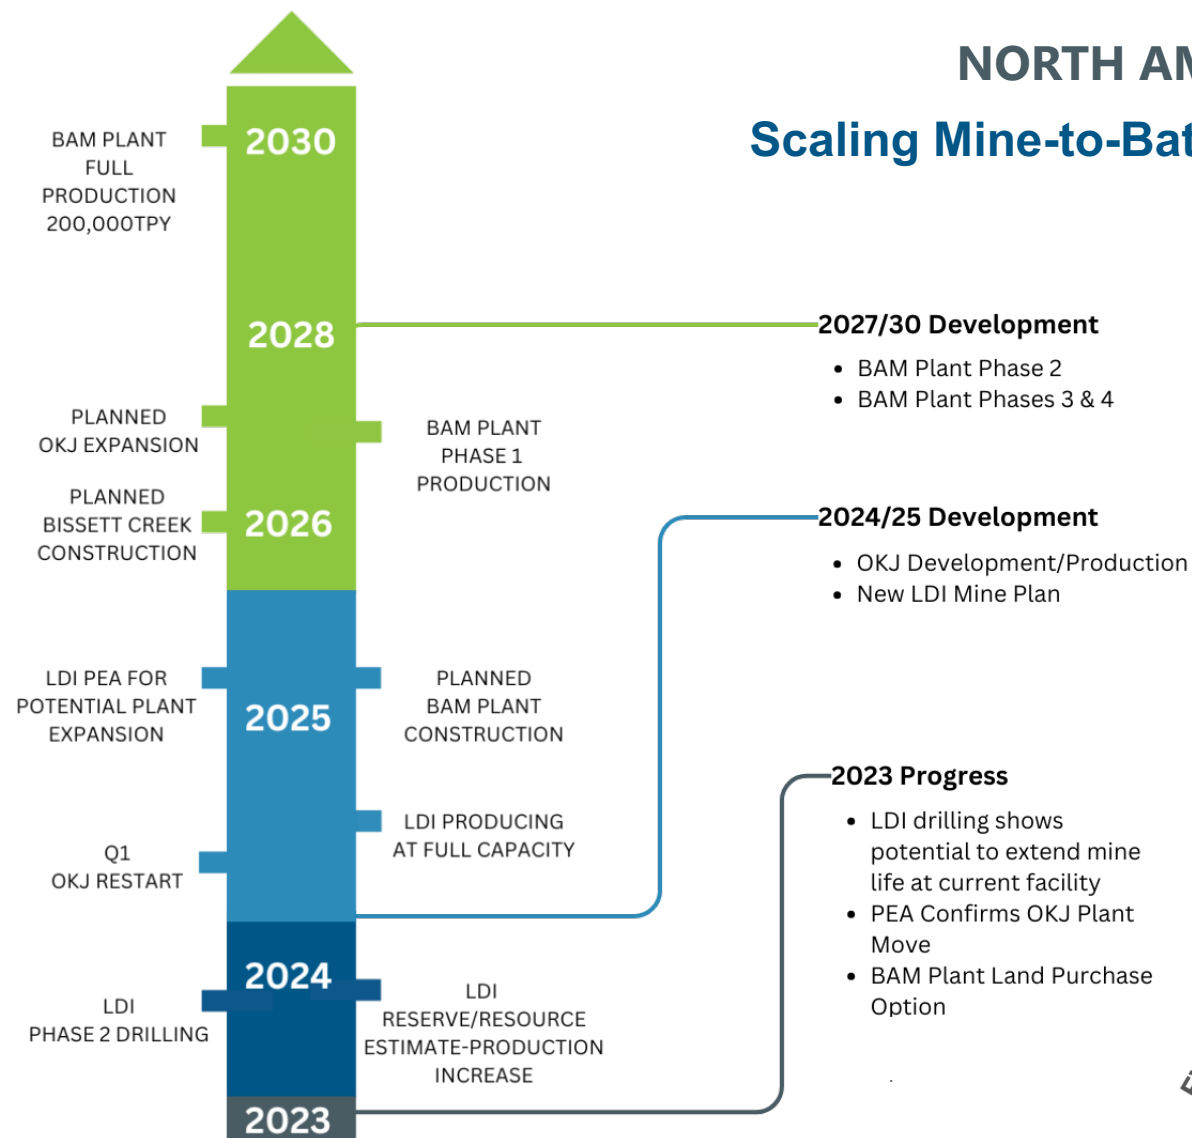 NORTH AM
Scaling Mine-to-Bat
2030
BAM PLANT
FULL
PRODUCTION
200,000TPY
2028
2027/30 Development
• BAM Plant Phase 2
• BAM Plant Phases 3 & 4
PLANNED
OKJ EXPANSION
BAM PLANT
PHASE 1
PRODUCTION
PLANNED
BISSETT CREEK
CONSTRUCTION
2026
2024/25 Development
• OKJ Development/Production
• New LDI Mine Plan
LDI PEA FOR
POTENTIAL PLANT
EXPANSION
2025
PLANNED
BAM PLANT
CONSTRUCTION
LDI PRODUCING
AT FULL CAPACITY
Q1
OKJ RESTART
2023 Progress
• LDI drilling shows
potential to extend mine
life at current facility
• PEA Confirms OKJ Plant
Move
• BAM Plant Land Purchase
Option
2024
LDI
PHASE 2 DRILLING
LDI
RESERVE/RESOURCE
ESTIMATE-PRODUCTION
INCREASE
2023